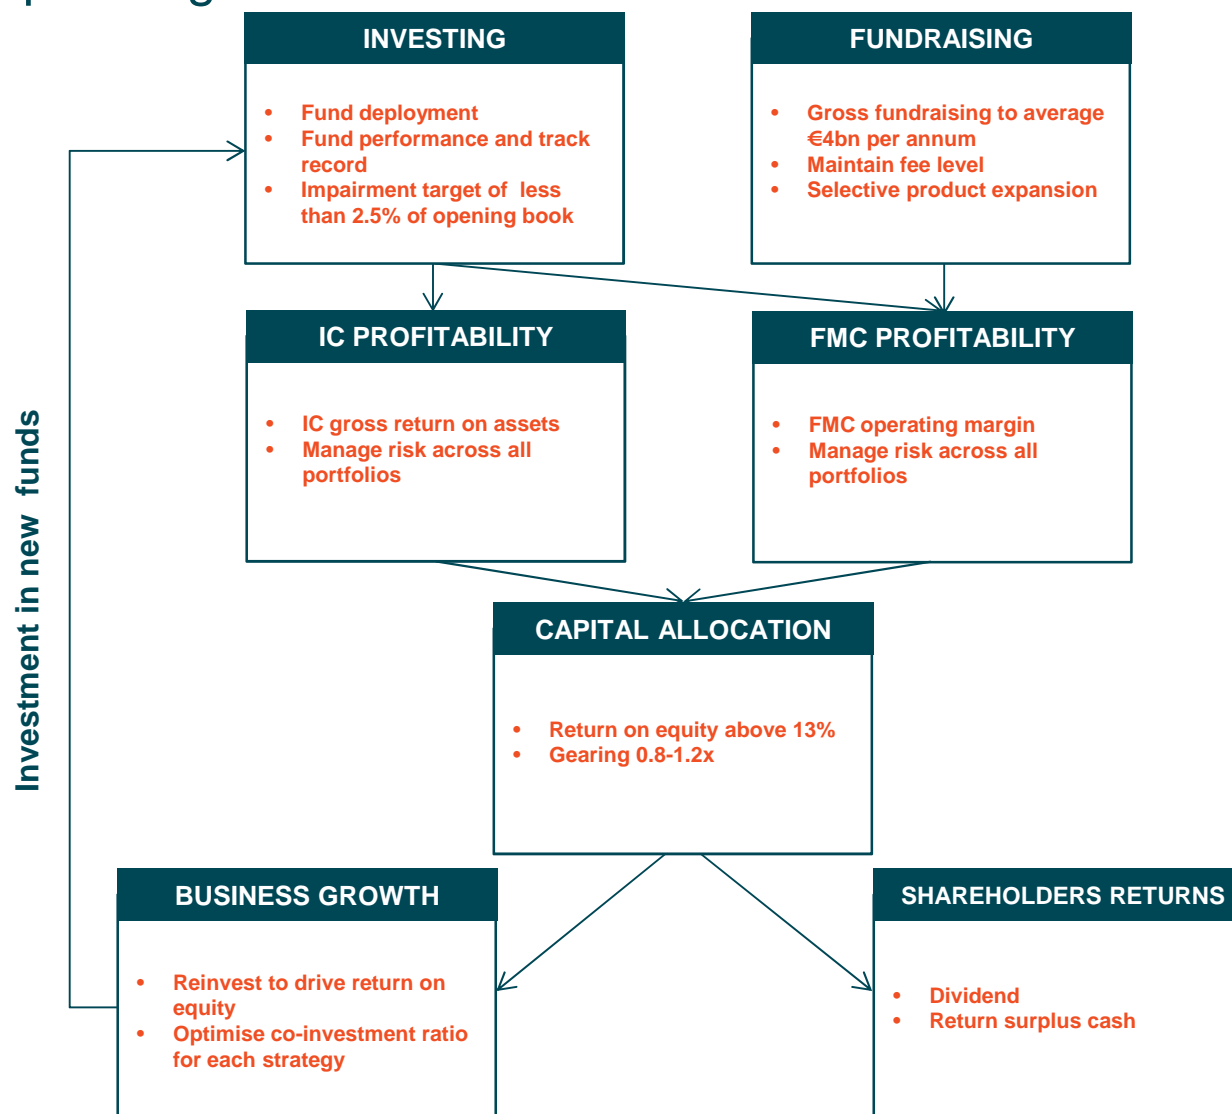 INVESTING
• Fund deployment
• Fund performance and track
record
• Impairment target of less
than 2.5% of opening book
FUNDRAISING
• Gross fundraising to average
€4bn per annum
• Maintain fee level
• Selective product expansion
IC PROFITABILITY
• IC gross return on assets
• Manage risk across all
portfolios
FMC PROFITABILITY
• FMC operating margin
• Manage risk across all
portfolios
Investment in new funds
CAPITAL ALLOCATION
• Return on equity above 13%
• Gearing 0.8-1.2x
BUSINESS GROWTH
• Reinvest to drive return on
equity
• Optimise co-investment ratio
for each strategy
SHAREHOLDERS RETURNS
• Dividend
• Return surplus cash